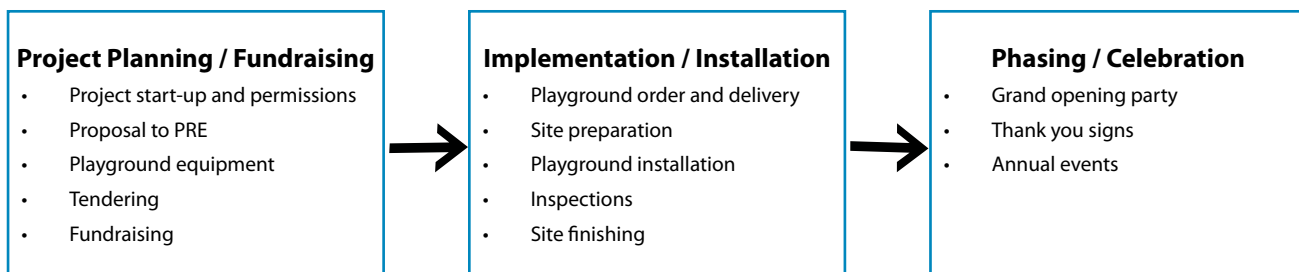 Project Planning / Fundraising
• Project start-up and permissions
• Proposal to PRE
• Playground equipment
• Tendering
• Fundraising
Implementation / Installation
• Playground order and delivery
• Site preparation
• Playground installation
• Inspections
• Site finishing
Phasing / Celebration
• Grand opening party
• Thank you signs
• Annual events